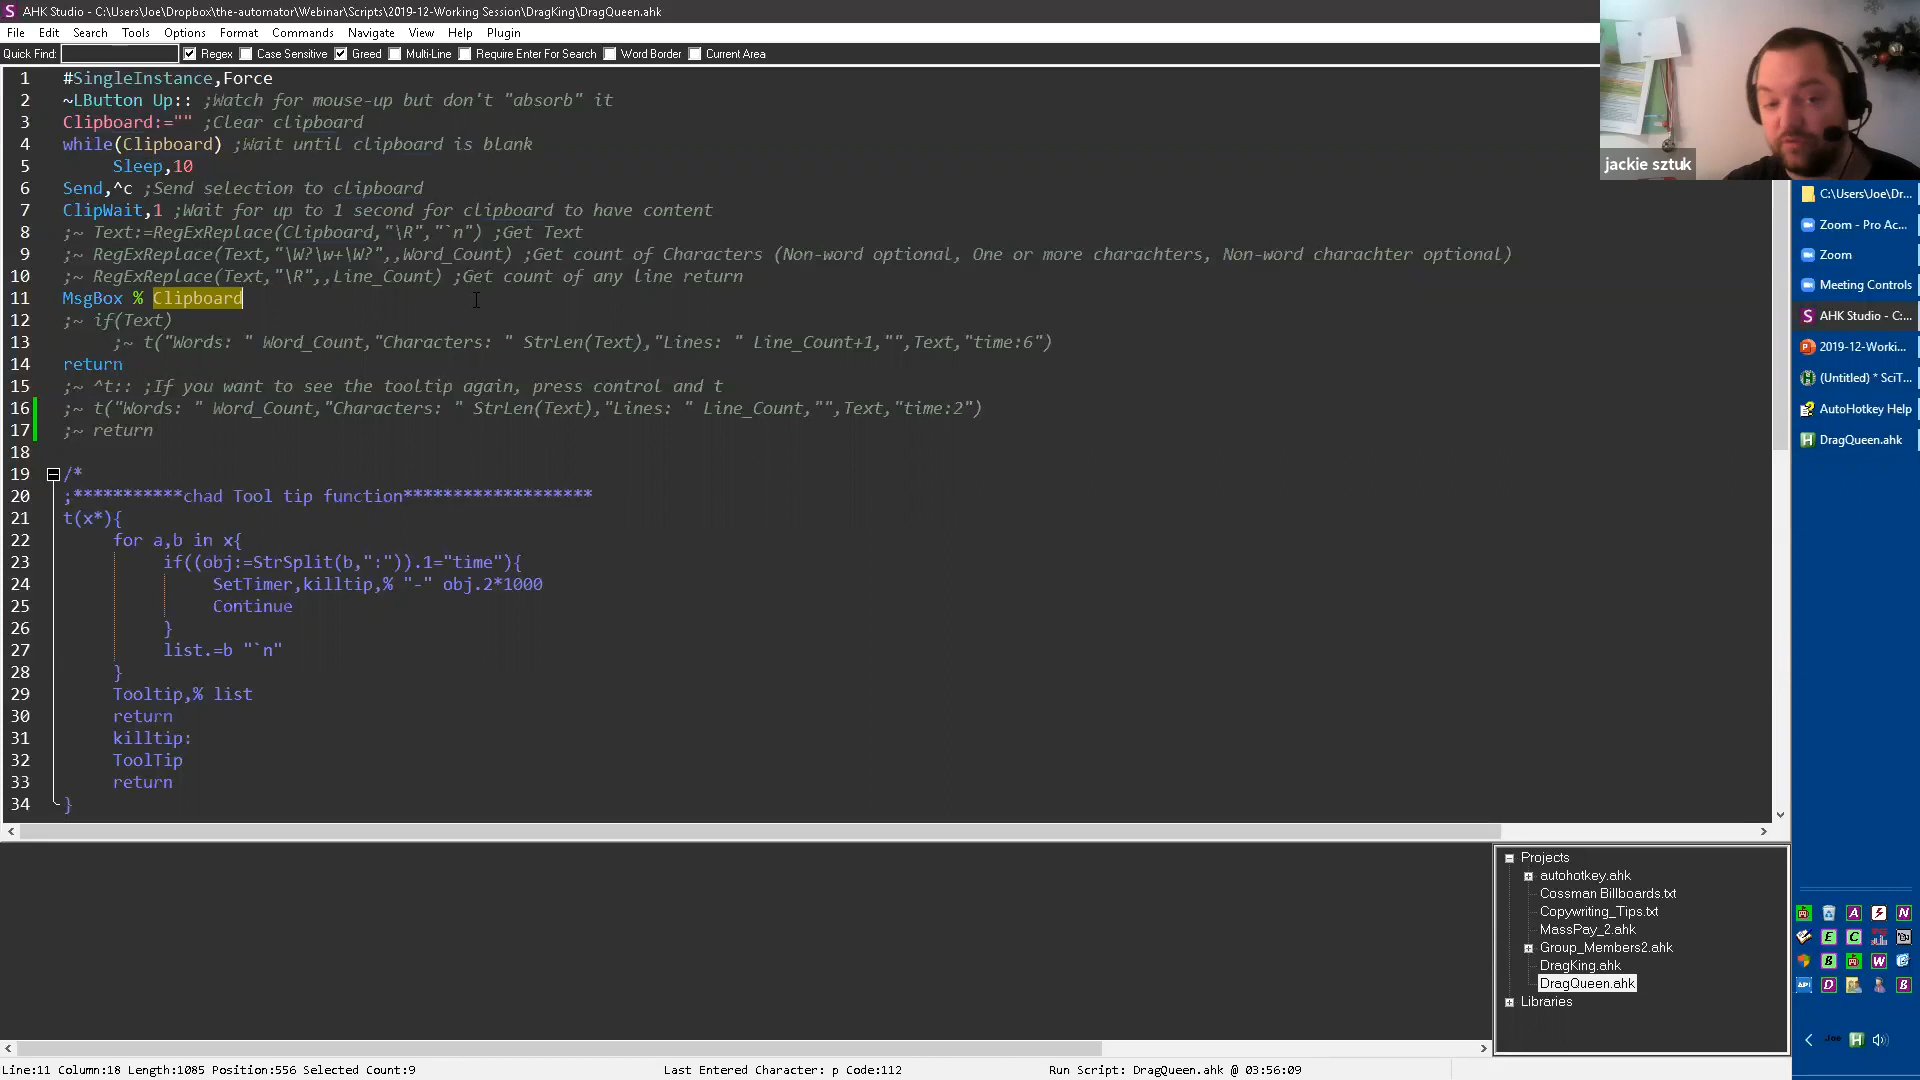 AHK Studio - C:\Users\Joe\Dropbox\the-automator\Webinar\Scripts\2019-12-Working Session\DragKing\DragQueen.ahk
File Edit Search Tools Options Format Commands Navigate View Help Plugin
Quick Find: Regex Case Sensitive Greed Multi-Line Require Enter For Search Word Border Current Area
1 #SingleInstance,Force
2 ~LButton Up:: ;Watch for mouse-up but don't "absorb" it
3 Clipboard:="" ;Clear clipboard
4 while(Clipboard) ;Wait until clipboard is blank
5 Sleep,10
6 Send,^c ;Send selection to clipboard
7 ClipWait,1 ;Wait for up to 1 second for clipboard to have content
8 ;~ Text:=RegExReplace(Clipboard,"\R","`n") ;Get Text
9 ;~ RegExReplace(Text,"\W?\w+\W?",,Word_Count) ;Get count of Characters (Non-word optional, One or more charachters, Non-word charachter optional)
10 ;~ RegExReplace(Text,"\R",,Line_Count) ;Get count of any line return
11 MsgBox % Clipboard
12 ;~ if(Text)
13 ;~ t("Words: " Word_Count,"Characters: " StrLen(Text),"Lines: " Line_Count+1,"",Text,"time:6")
14 return
15 ;~ ^t:: ;If you want to see the tooltip again, press control and t
16 ;~ t("Words: " Word_Count,"Characters: " StrLen(Text),"Lines: " Line_Count,"",Text,"time:2")
17 ;~ return
18
19 /*
20 ;***********chad Tool tip function*******************
21 t(x*){
22 for a,b in x{
23 if((obj:=StrSplit(b,":")).1="time"){
24 SetTimer,killtip,% "-" obj.2*1000
25 Continue
26 }
27 list.=b "`n"
28 }
29 Tooltip,% list
30 return
31 killtip:
32 ToolTip
33 return
34 }
jackie sztuk
C:\Users\Joe\Dr...
Zoom - Pro Ac...
Zoom
Meeting Controls
AHK Studio - C:...
2019-12-Worki...
(Untitled) * SciT...
AutoHotkey Help
DragQueen.ahk
Projects
autohotkey.ahk
Cossman Billboards.txt
Copywriting_Tips.txt
MassPay_2.ahk
Group_Members2.ahk
DragKing.ahk
DragQueen.ahk
Libraries
Joe
Line:11 Column:18 Length:1085 Position:556 Selected Count:9
Last Entered Character: p Code:112
Run Script: DragQueen.ahk @ 03:56:09